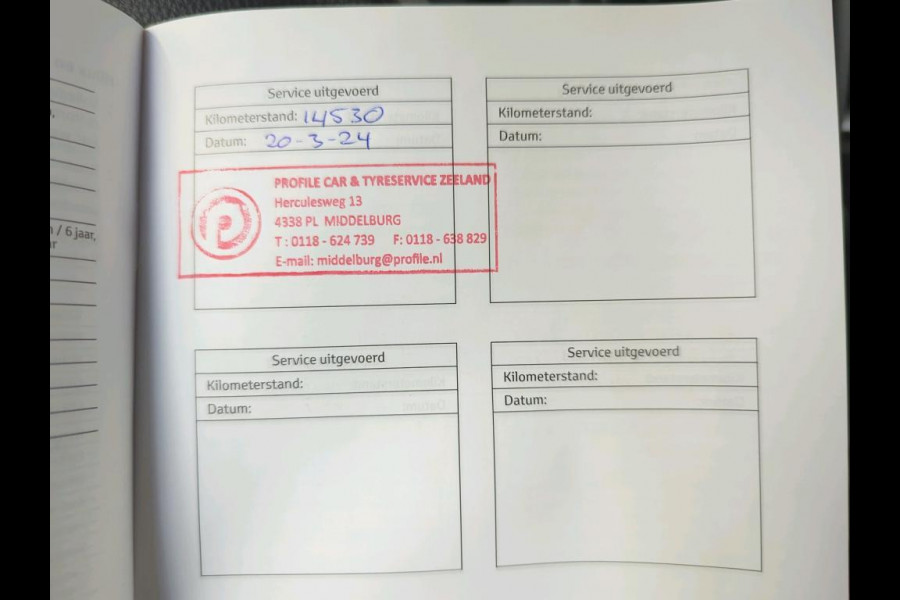 / 6 jaar,
Service uitgevoerd
Kilometerstand: 14530
Datum: 20-3-24
PROFILE CAR & TYRESERVICE ZEELAND
Herculesweg 13
4338 PL MIDDELBURG
T : 0118 - 624 739 F: 0118 - 638 829
E-mail: middelburg@profile.nl
Service uitgevoerd
Kilometerstand:
Datum:
Service uitgevoerd
Kilometerstand:
Datum:
Service uitgevoerd
Kilometerstand:
Datum: